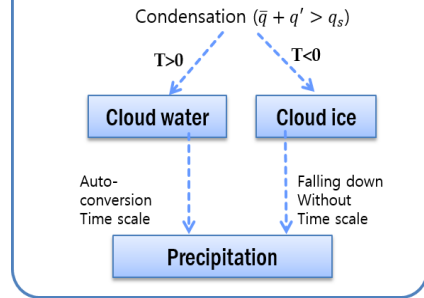 Condensation (q̄ + q′ > qₛ)
T>0
T<0
Cloud water
Cloud ice
Auto-
conversion
Time scale
Falling down
Without
Time scale
Precipitation